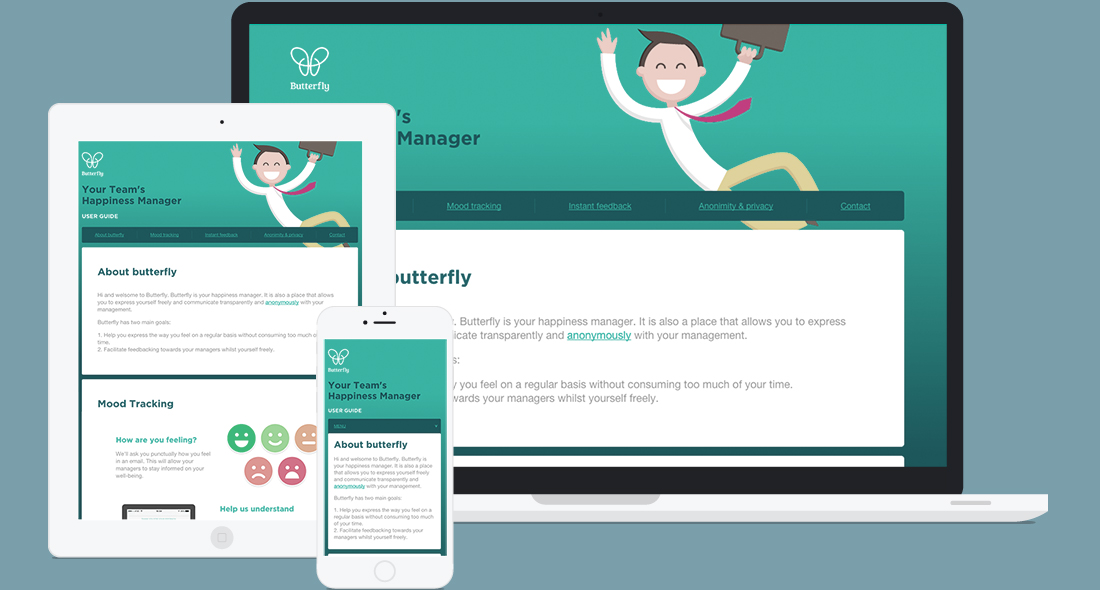 Butterfly
's
Manager
Mood tracking
Instant feedback
Anonimity & privacy
Contact
butterfly
. Butterfly is your happiness manager. It is also a place that allows you to express
icate transparently and anonymously with your management.
s:
y you feel on a regular basis without consuming too much of your time.
wards your managers whilst yourself freely.
Butterfly
Your Team's
Happiness Manager
USER GUIDE
About butterfly
Mood tracking
Instant feedback
Anonimity & privacy
Contact
About butterfly
Hi and welcome to Butterfly. Butterfly is your happiness manager. It is also a place that allows
you to express yourself freely and communicate transparently and anonymously with your
management.
Butterfly has two main goals:
1. Help you express the way you feel on a regular basis without consuming too much o
time.
2. Facilitate feedbacking towards your managers whilst yourself freely.
Mood Tracking
How are you feeling?
We'll ask you punctually how you feel
in an email. This will allow your
managers to stay informed on your
well-being.
Help us understand
Butterfly
Your Team's
Happiness Manager
USER GUIDE
MENU
About butterfly
Hi and welcome to Butterfly. Butterfly is
your happiness manager. It is also a place
that allows you to express yourself freely
and communicate transparently and
anonymously with your management.
Butterfly has two main goals:
1. Help you express the way you feel on a
regular basis without consuming too much
of your time.
2. Facilitate feedbacking towards your
managers whilst yourself freely.